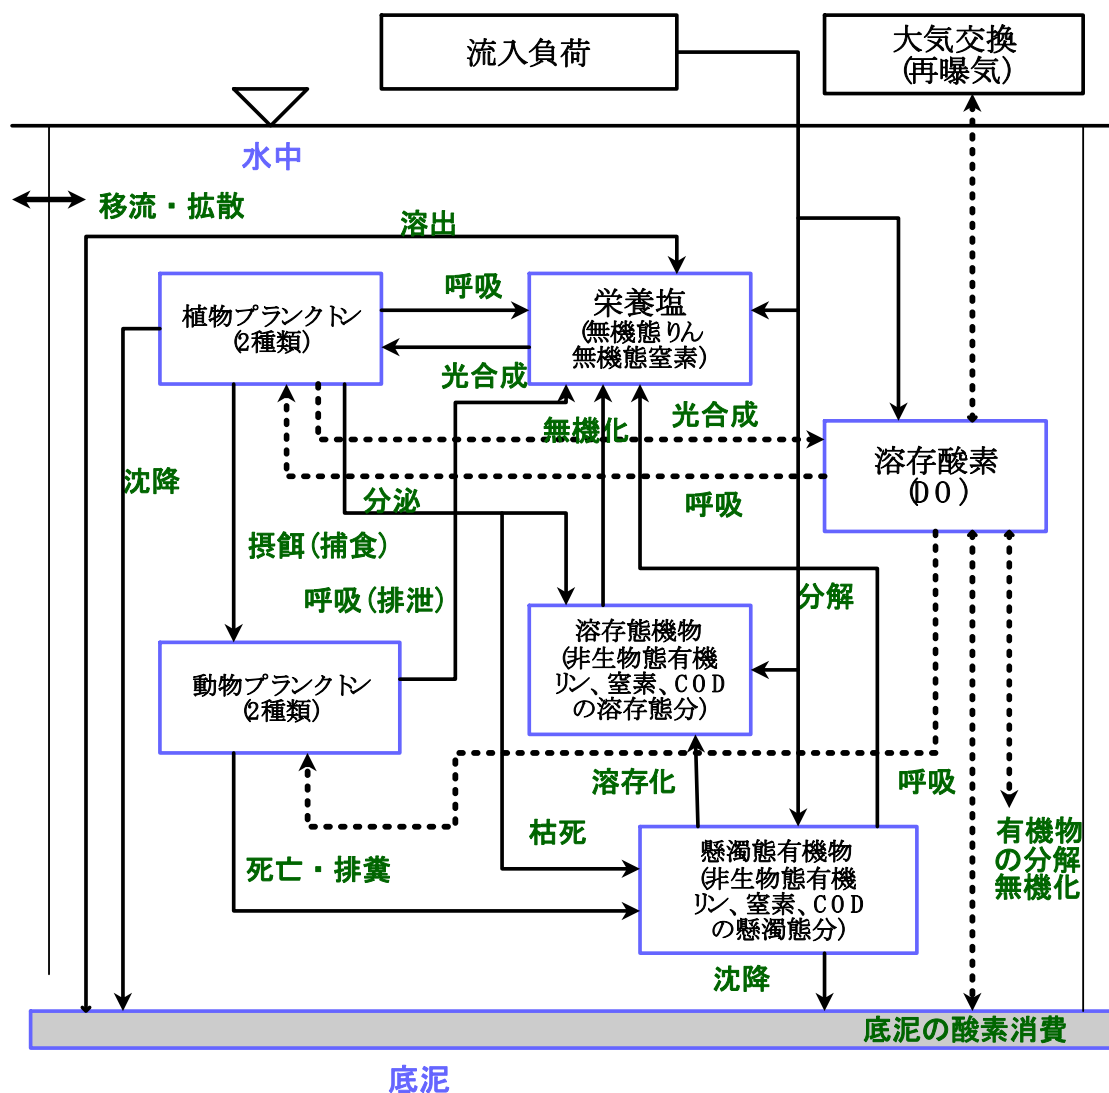 流入負荷
大気交換
(再曝気)
水中
移流・拡散
溶出
植物プランクトン
(2種類)
呼吸
栄養塩
(無機態りん
無機態窒素)
光合成
無機化
光合成
溶存酸素
(DO)
沈降
分泌
呼吸
摂餌(捕食)
呼吸(排泄)
分解
溶存態機物
(非生物態有機
リン、窒素、COD
の溶存態分)
動物プランクトン
(2種類)
溶存化
呼吸
枯死
有機物
の分解
無機化
死亡・排糞
懸濁態有機物
(非生物態有機
リン、窒素、COD
の懸濁態分)
沈降
底泥の酸素消費
底泥